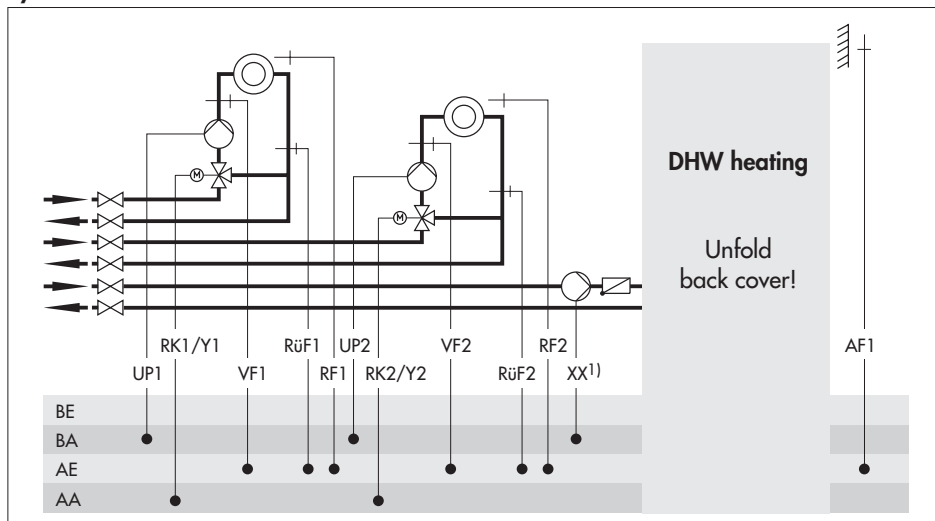 M
M
DHW heating
Unfold
back cover!
RK1/Y1 RüF1 UP2 VF2 RF2 AF1
UP1 VF1 RF1 RK2/Y2 RüF2 XX1)
BE
BA
AE
AA